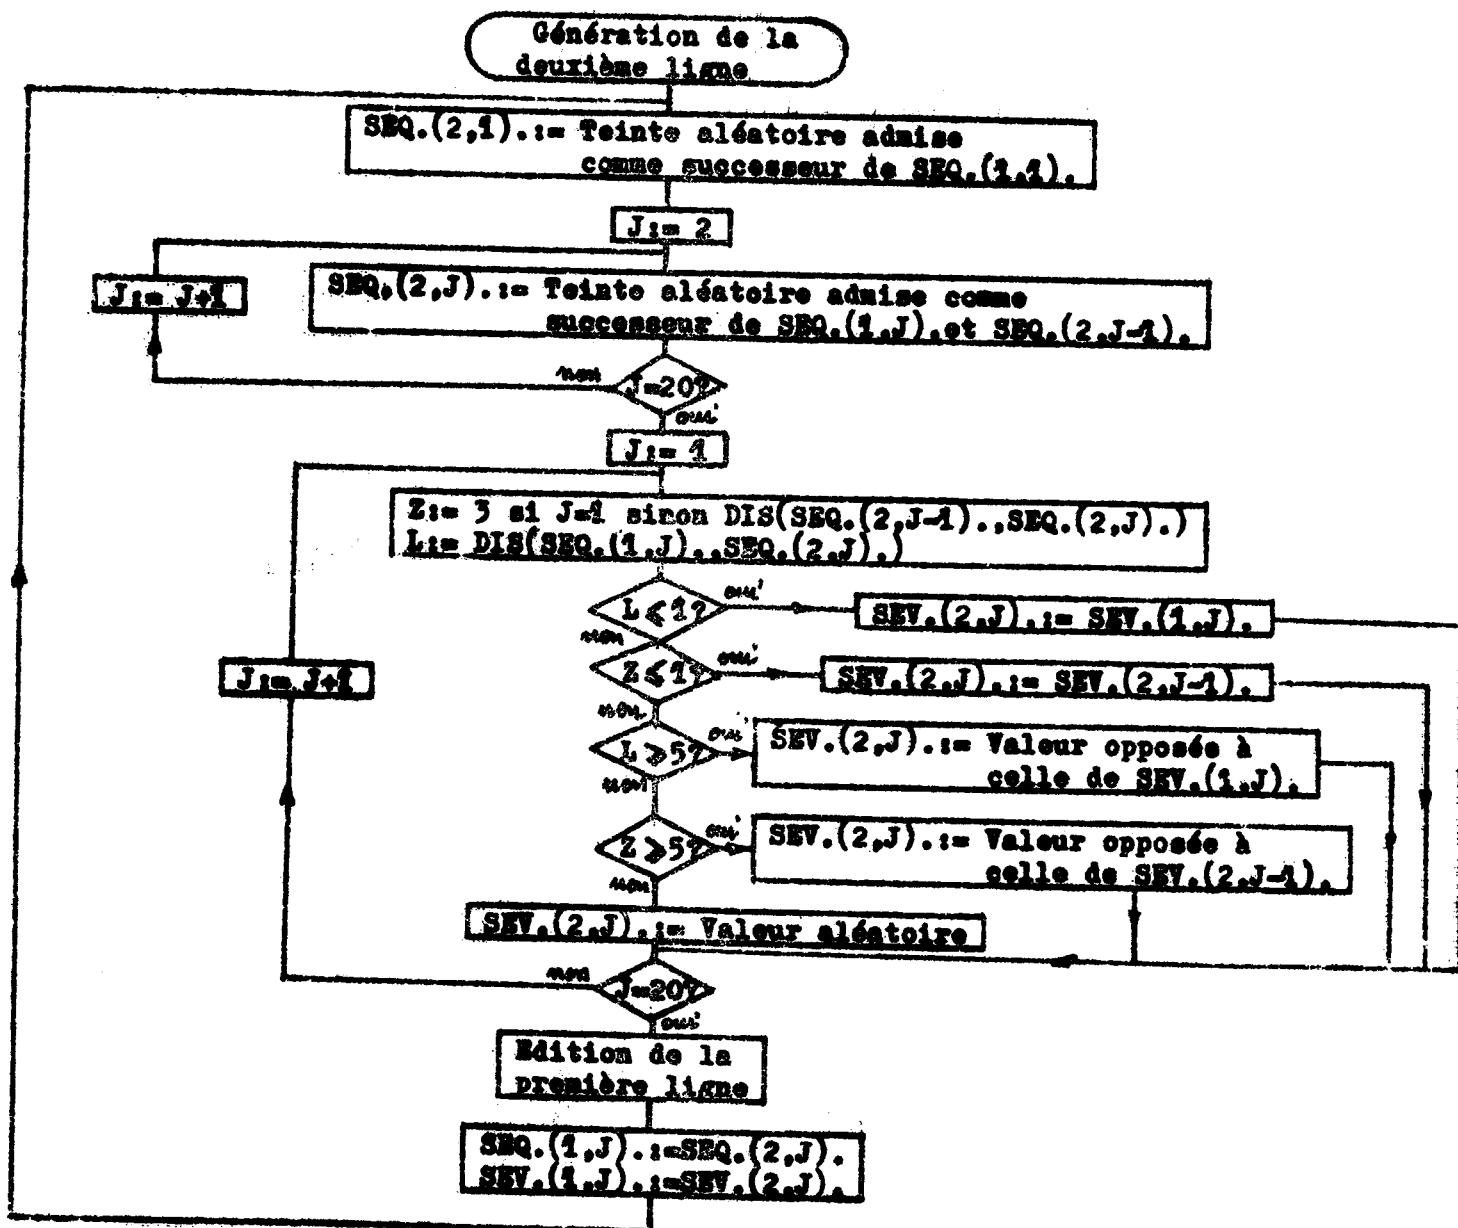 Génération de la
deuxième ligne
SEQ.(2,1).:= Teinte aléatoire admise
comme successeur de SEQ.(1,1).
J:= 2
J:= J+1
SEQ.(2,J).:= Teinte aléatoire admise comme
successeur de SEQ.(1,J).et SEQ.(2,J-1).
non
J=20?
oui
J:= 1
Z:= 3 si J=1 sinon DIS(SEQ.(2,J-1).,SEQ.(2,J).)
L:= DIS(SEQ.(1,J).,SEQ.(2,J).)
L ≤ 1?
oui
SEV.(2,J).:= SEV.(1,J).
non
J:= J+1
Z ≤ 1?
oui
SEV.(2,J).:= SEV.(2,J-1).
non
L ≥ 5?
oui
SEV.(2,J).:= Valeur opposée à
celle de SEV.(1,J).
non
Z ≥ 5?
oui
SEV.(2,J).:= Valeur opposée à
celle de SEV.(2,J-1).
non
SEV.(2,J).:= Valeur aléatoire
non
J=20?
oui
Edition de la
première ligne
SEQ.(1,J).:=SEQ.(2,J).
SEV.(1,J).:=SEV.(2,J).